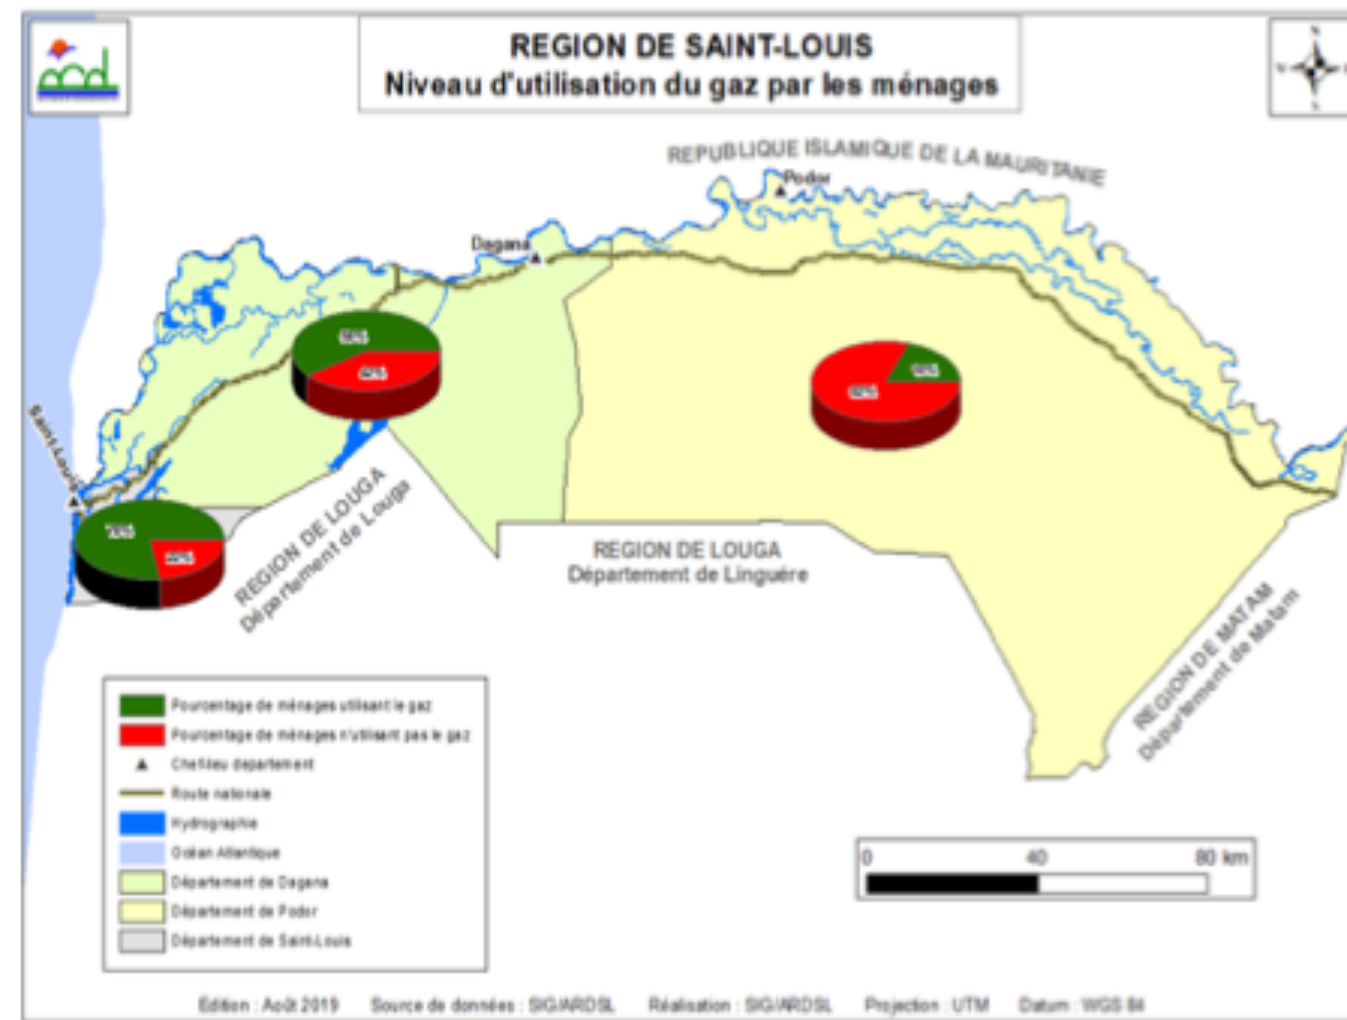 REGION DE SAINT-LOUIS
Niveau d'utilisation du gaz par les ménages
REPUBLIQUE ISLAMIQUE DE LA MAURITANIE
Podor
Dagana
Saint-Louis
REGION DE LOUGA
Département de Louga
REGION DE LOUGA
Département de Linguére
REGION DE MATAM
Département de Matam
Pourcentage de ménages utilisant le gaz
Pourcentage de ménages n'utilisant pas le gaz
Chef-lieu departement
Route nationale
Hydrographie
Océan Atlantique
Département de Dagana
Département de Podor
Département de Saint-Louis
0 40 80 km
Edition : Août 2019 Source de données : SIG/ARDSL Réalisation : SIG/ARDSL Projection : UTM Datum : WGS 84